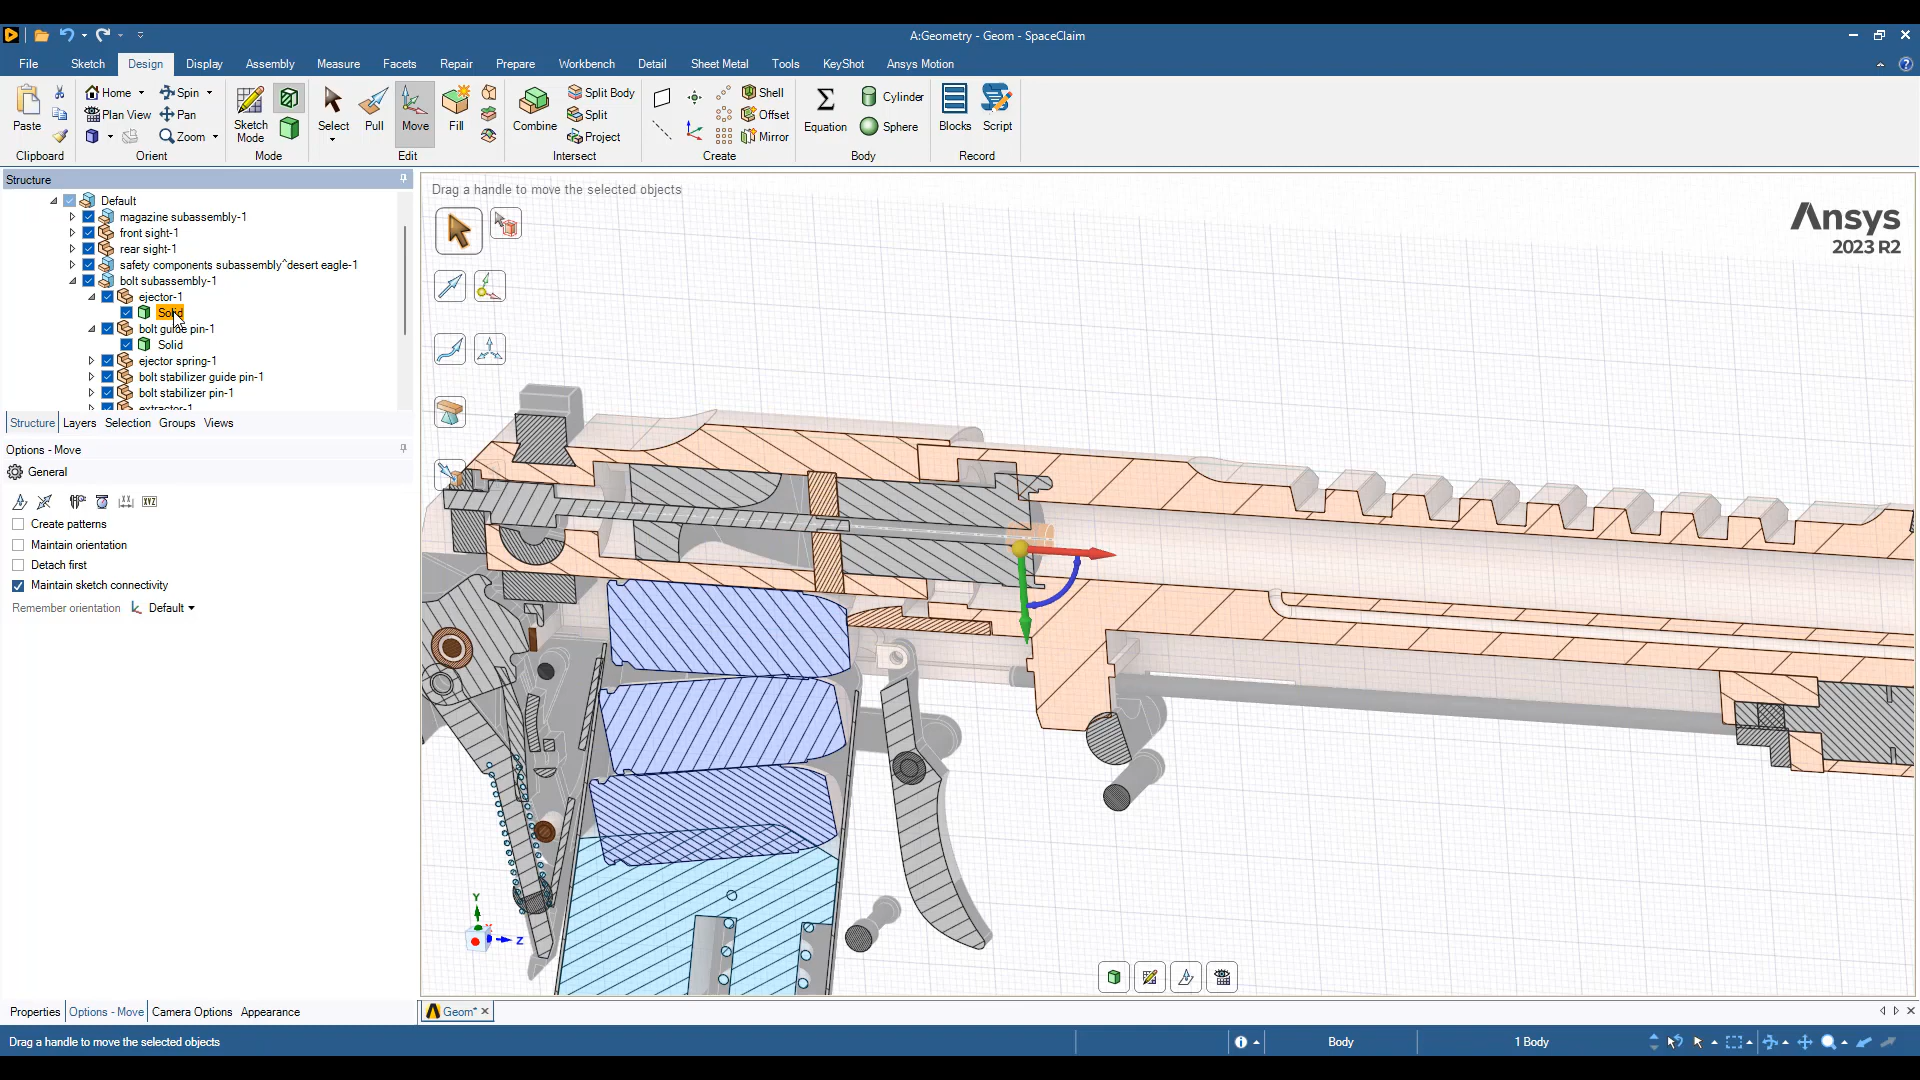 A:Geometry - Geom - SpaceClaim
File
Sketch
Design
Display
Assembly
Measure
Facets
Repair
Prepare
Workbench
Detail
Sheet Metal
Tools
KeyShot
Ansys Motion
Paste
Clipboard
Home
Spin
Plan View
Pan
Zoom
Orient
Sketch
Mode
Mode
Select
Pull
Move
Fill
Edit
Combine
Split Body
Split
Project
Intersect
Shell
Offset
Mirror
Create
Equation
Cylinder
Sphere
Body
Blocks
Script
Record
Structure
Default
magazine subassembly-1
front sight-1
rear sight-1
safety components subassembly^desert eagle-1
bolt subassembly-1
ejector-1
Solid
bolt guide pin-1
Solid
ejector spring-1
bolt stabilizer guide pin-1
bolt stabilizer pin-1
extractor-1
Structure
Layers
Selection
Groups
Views
Options - Move
General
XYZ
Create patterns
Maintain orientation
Detach first
Maintain sketch connectivity
Remember orientation
Default
Properties
Options - Move
Camera Options
Appearance
Drag a handle to move the selected objects
Ansys
2023 R2
Y
Z
Geom*
Drag a handle to move the selected objects
Body
1 Body